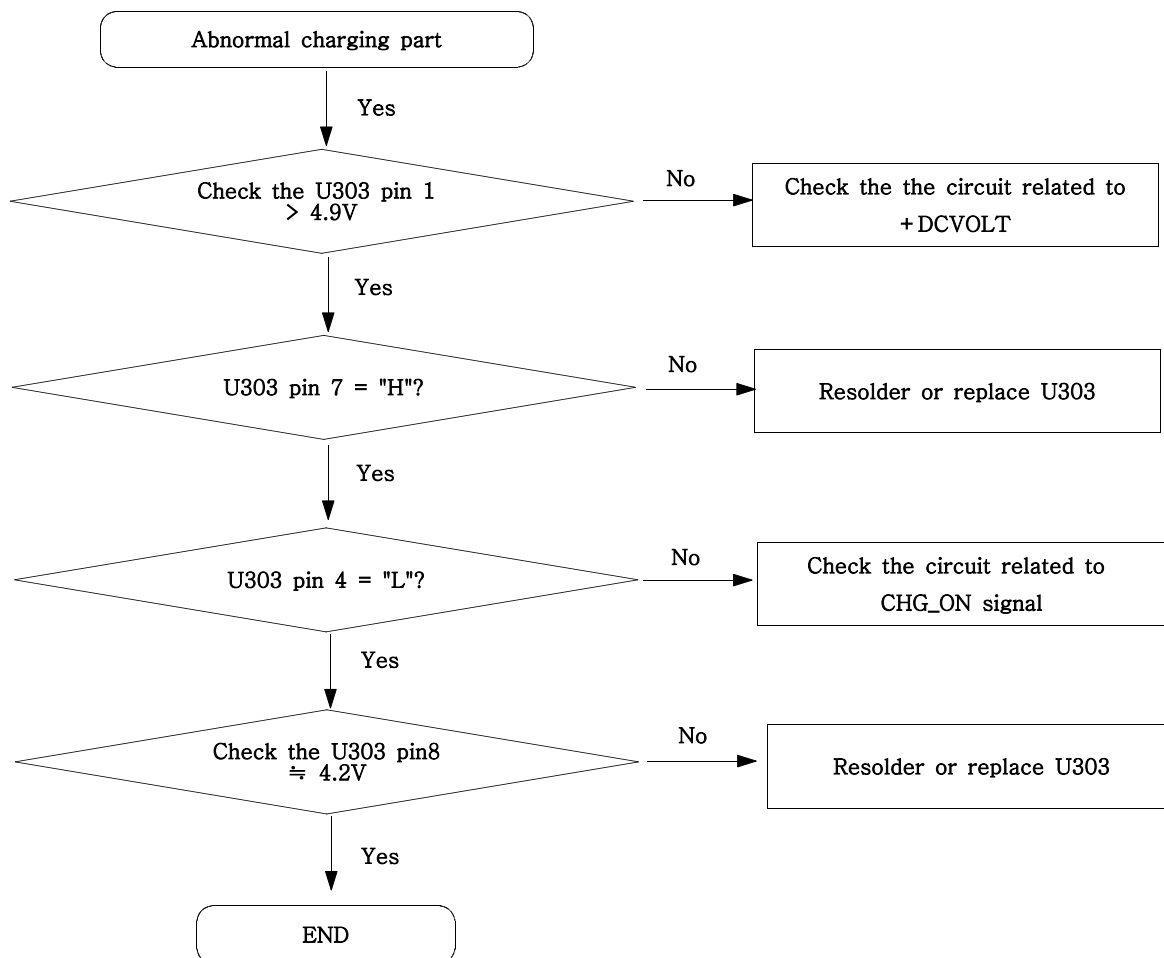 Abnormal charging part
Yes
Check the U303 pin 1
> 4.9V
No
Check the the circuit related to
+DCVOLT
Yes
U303 pin 7 = "H"?
No
Resolder or replace U303
Yes
U303 pin 4 = "L"?
No
Check the circuit related to
CHG_ON signal
Yes
Check the U303 pin8
≒ 4.2V
No
Resolder or replace U303
Yes
END